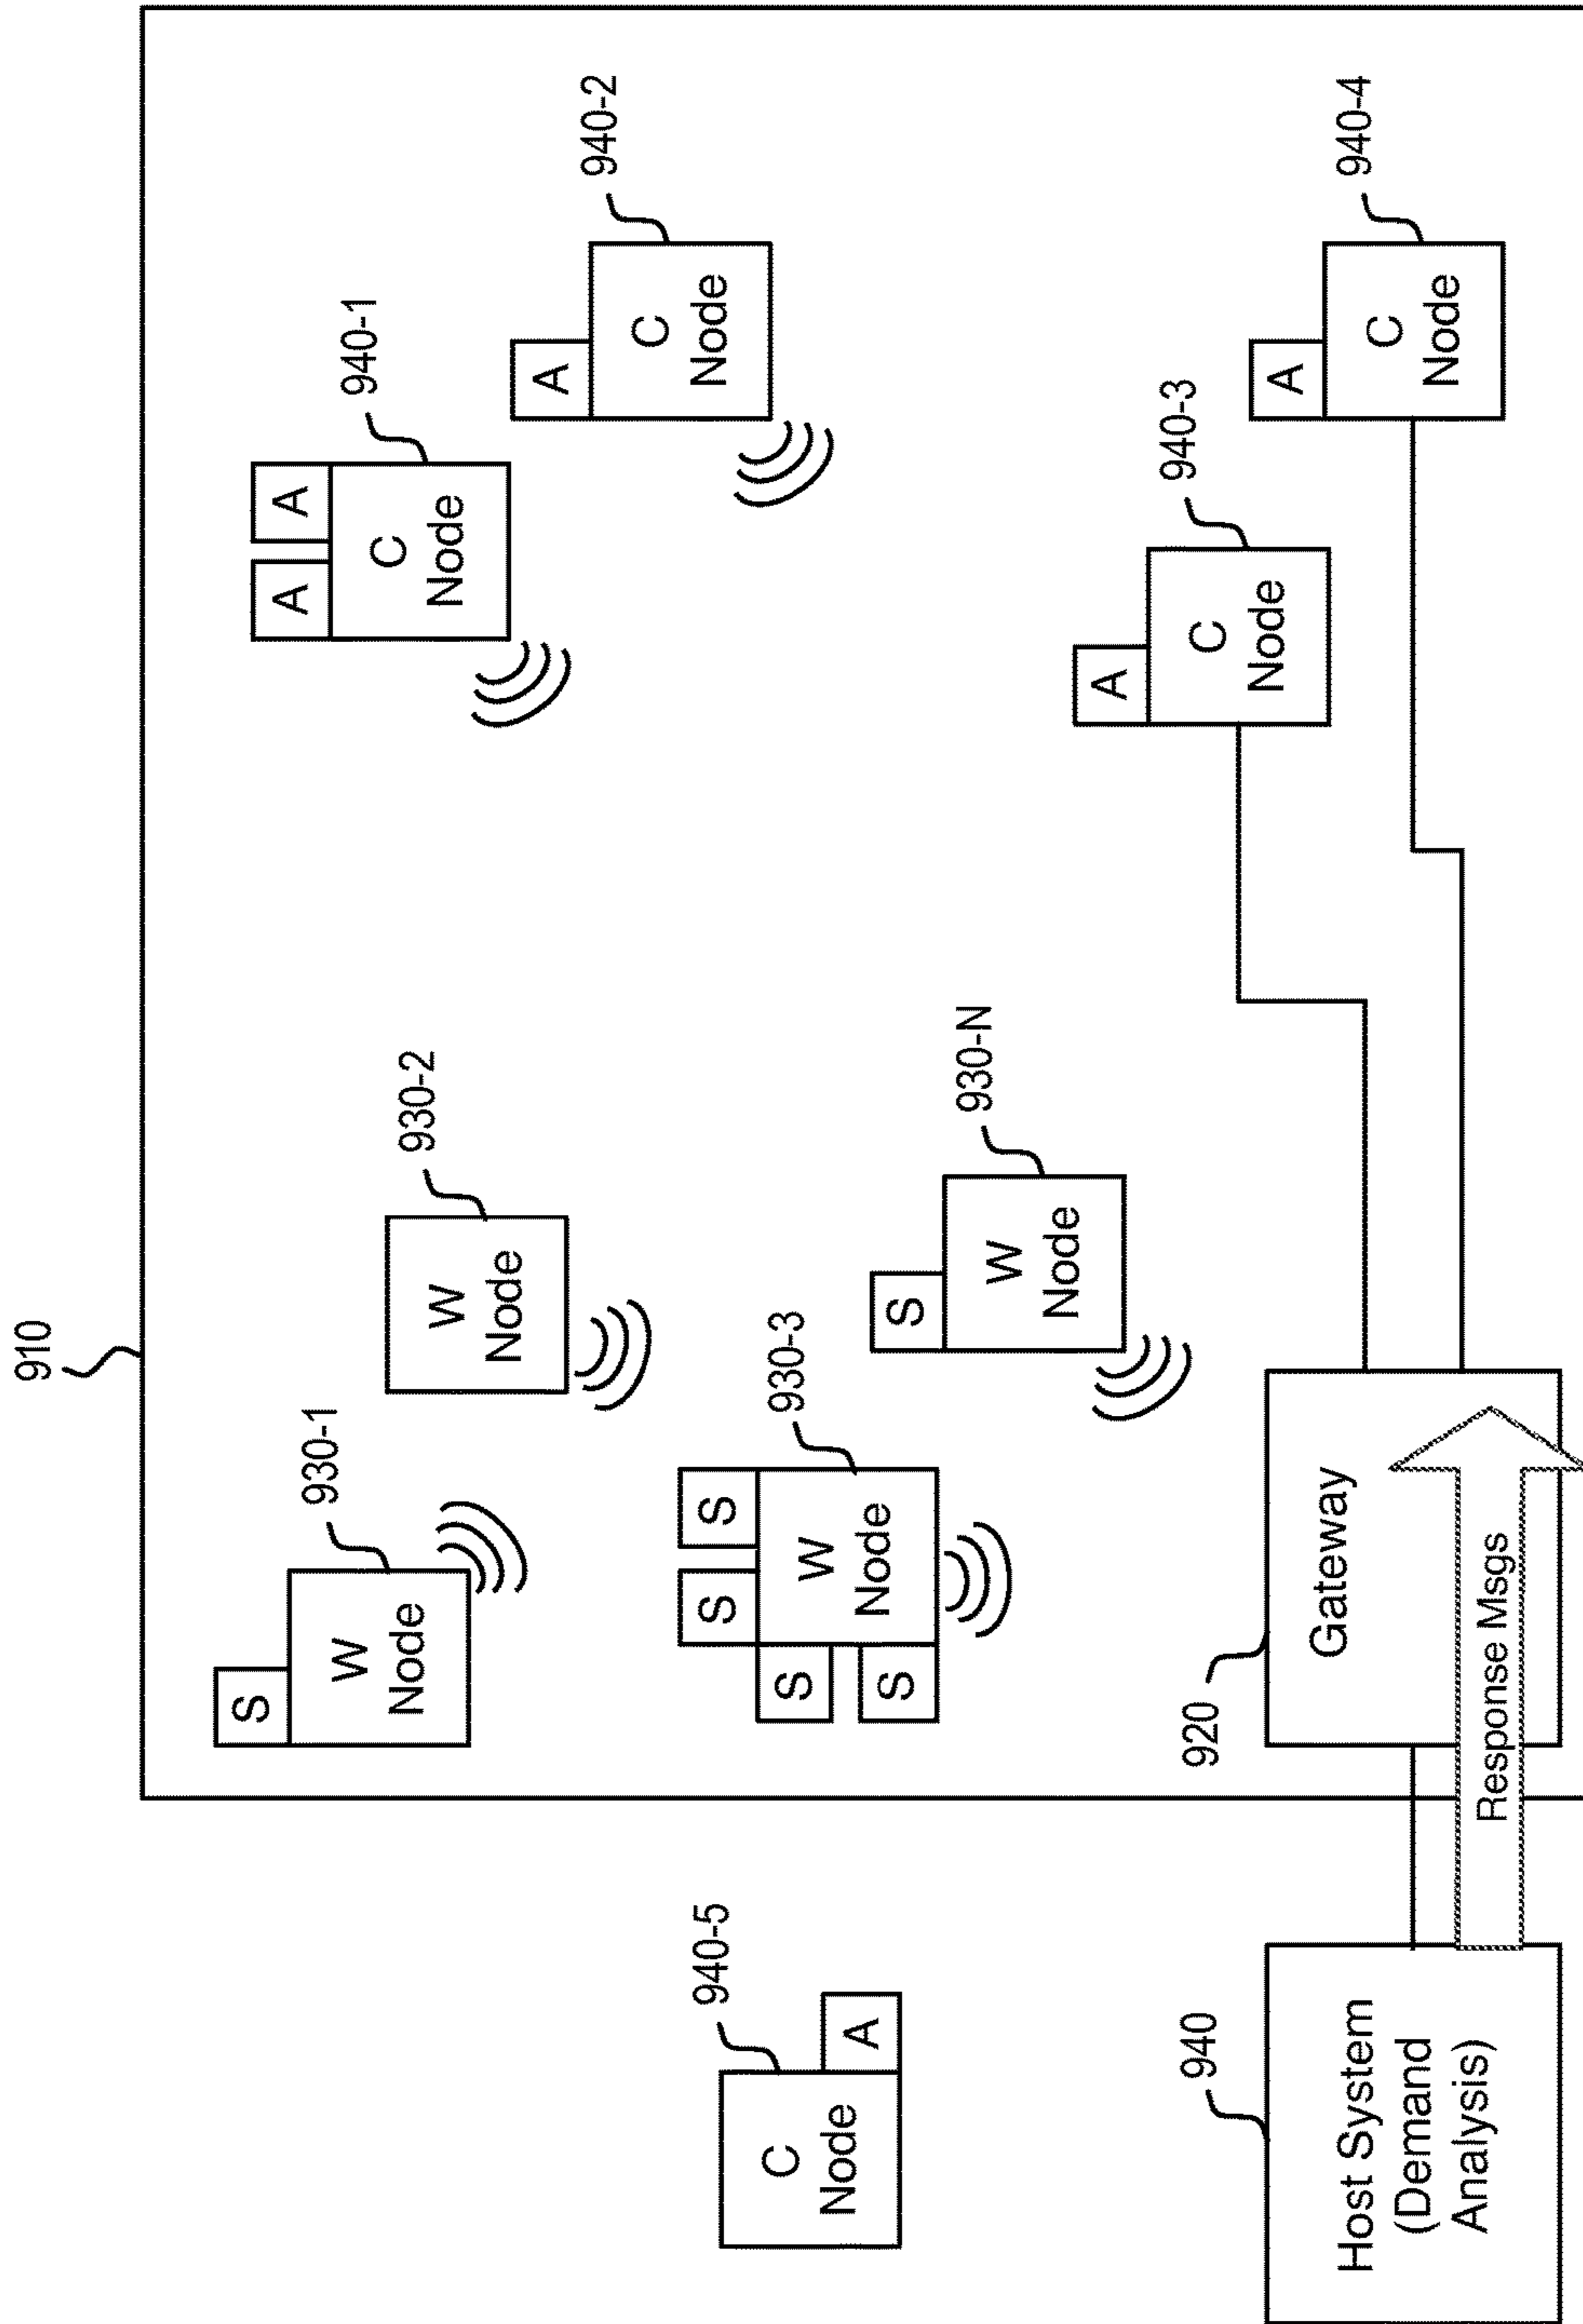 910
S
W
Node
930-1
W
Node
930-2
A
A
C
Node
940-1
A
C
Node
940-2
C
Node
A
940-5
S
S
S
S
W
Node
930-3
S
W
Node
930-N
A
C
Node
940-3
A
C
Node
940-4
Host System
(Demand
Analysis)
940
Gateway
920
Response Msgs